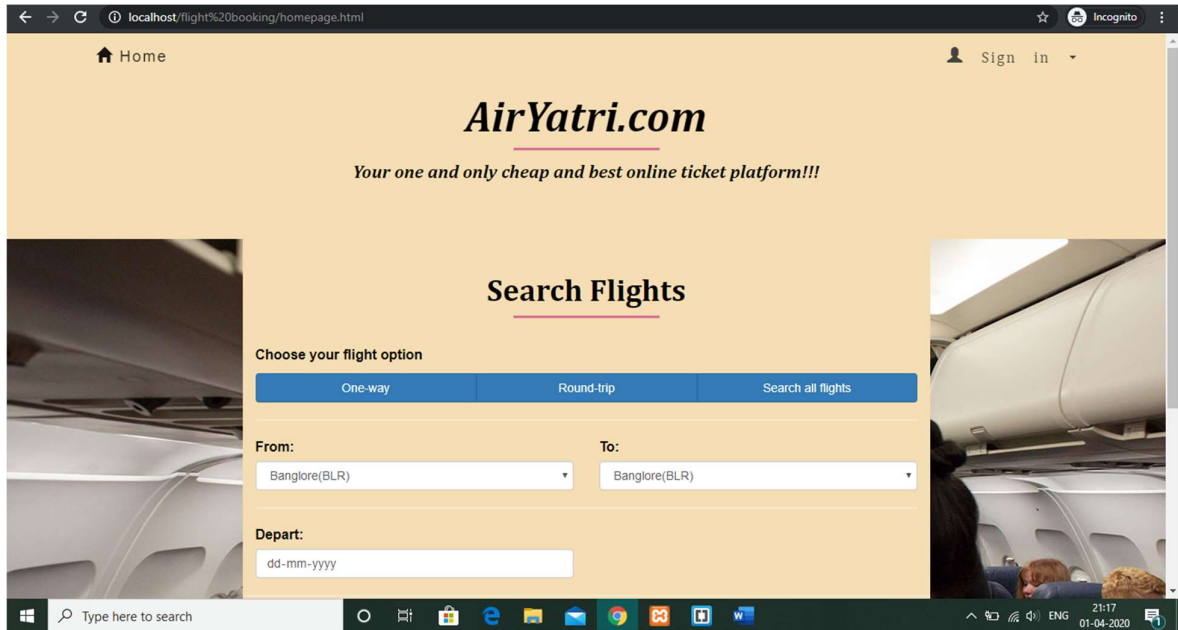 localhost/flight%20booking/homepage.html
Incognito
Home
Sign in
AirYatri.com
Your one and only cheap and best online ticket platform!!!
Search Flights
Choose your flight option
One-way Round-trip Search all flights
From: To:
Banglore(BLR) Banglore(BLR)
Depart:
dd-mm-yyyy
Type here to search
W
ENG
21:17
01-04-2020
1